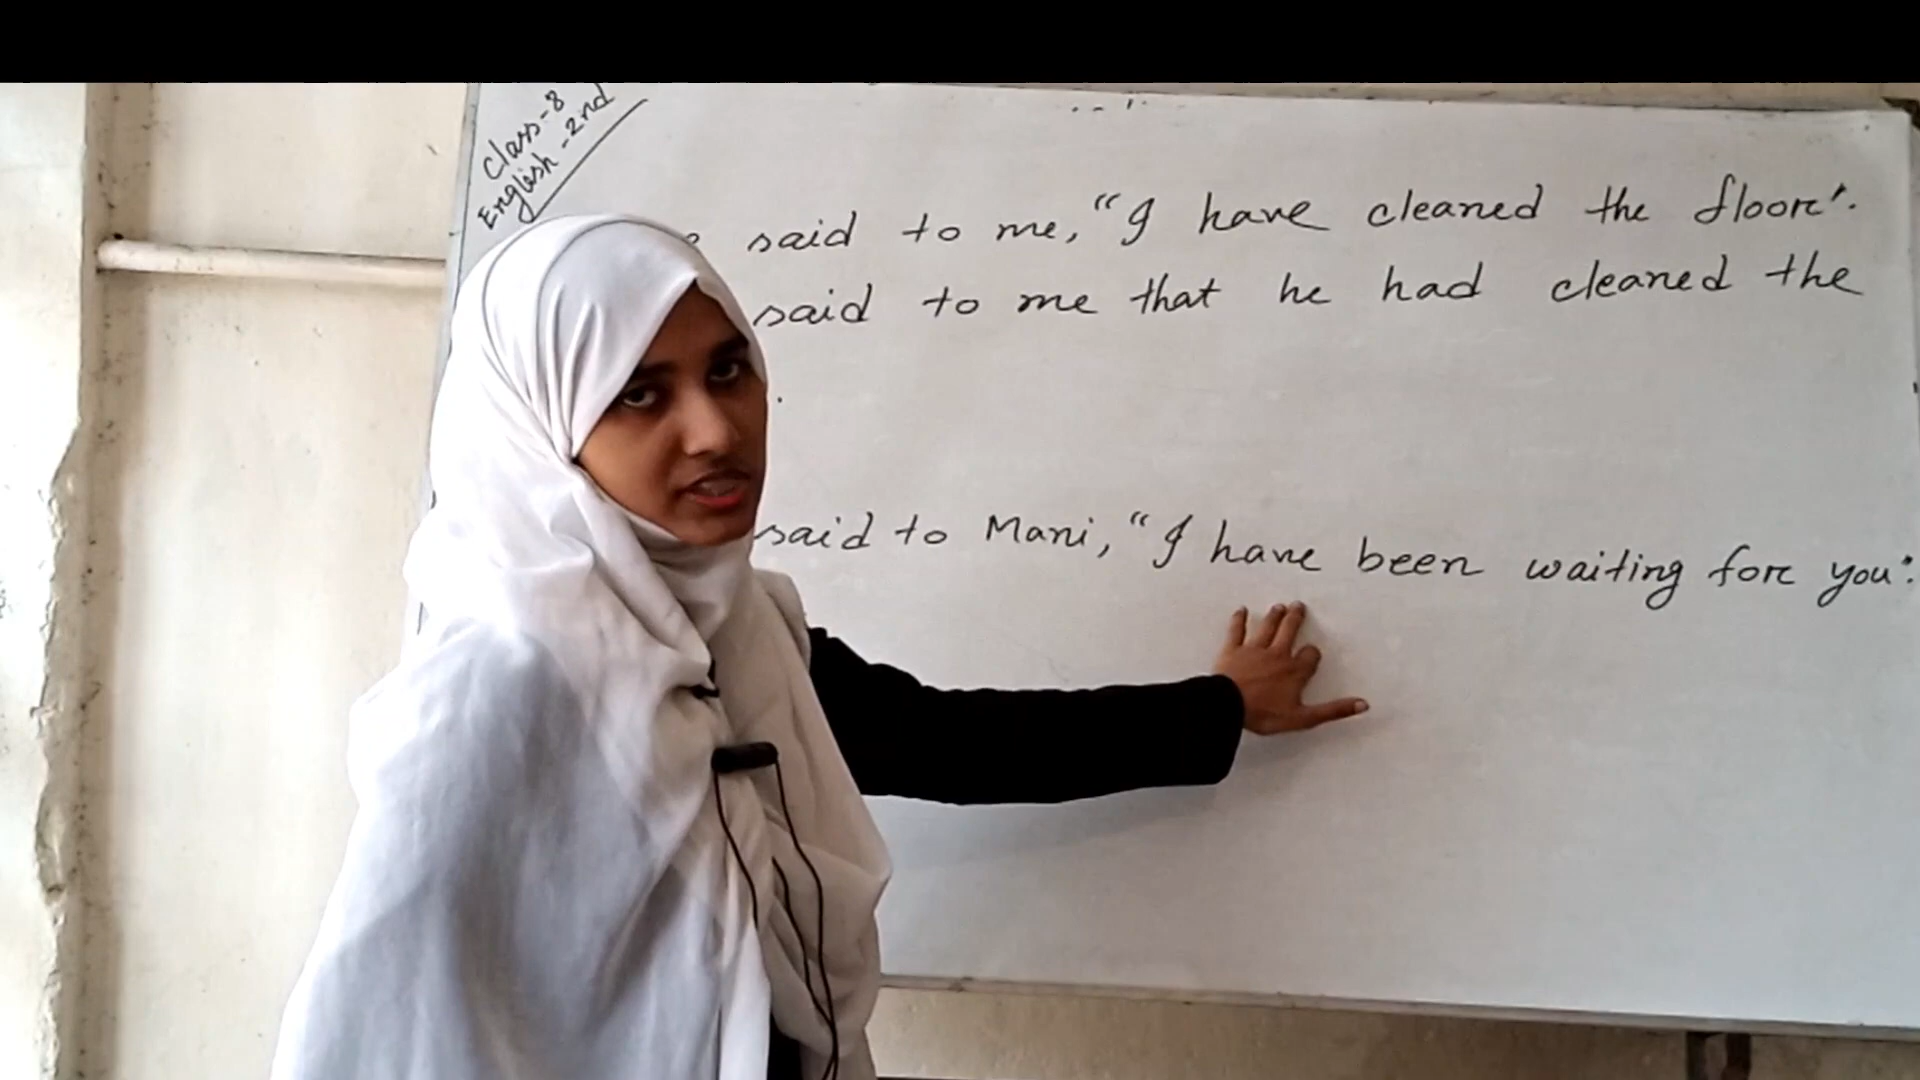 Class-8
English-2nd
said to me, "I have cleaned the floor".
said to me that he had cleaned the
said to Mani, "I have been waiting for you".